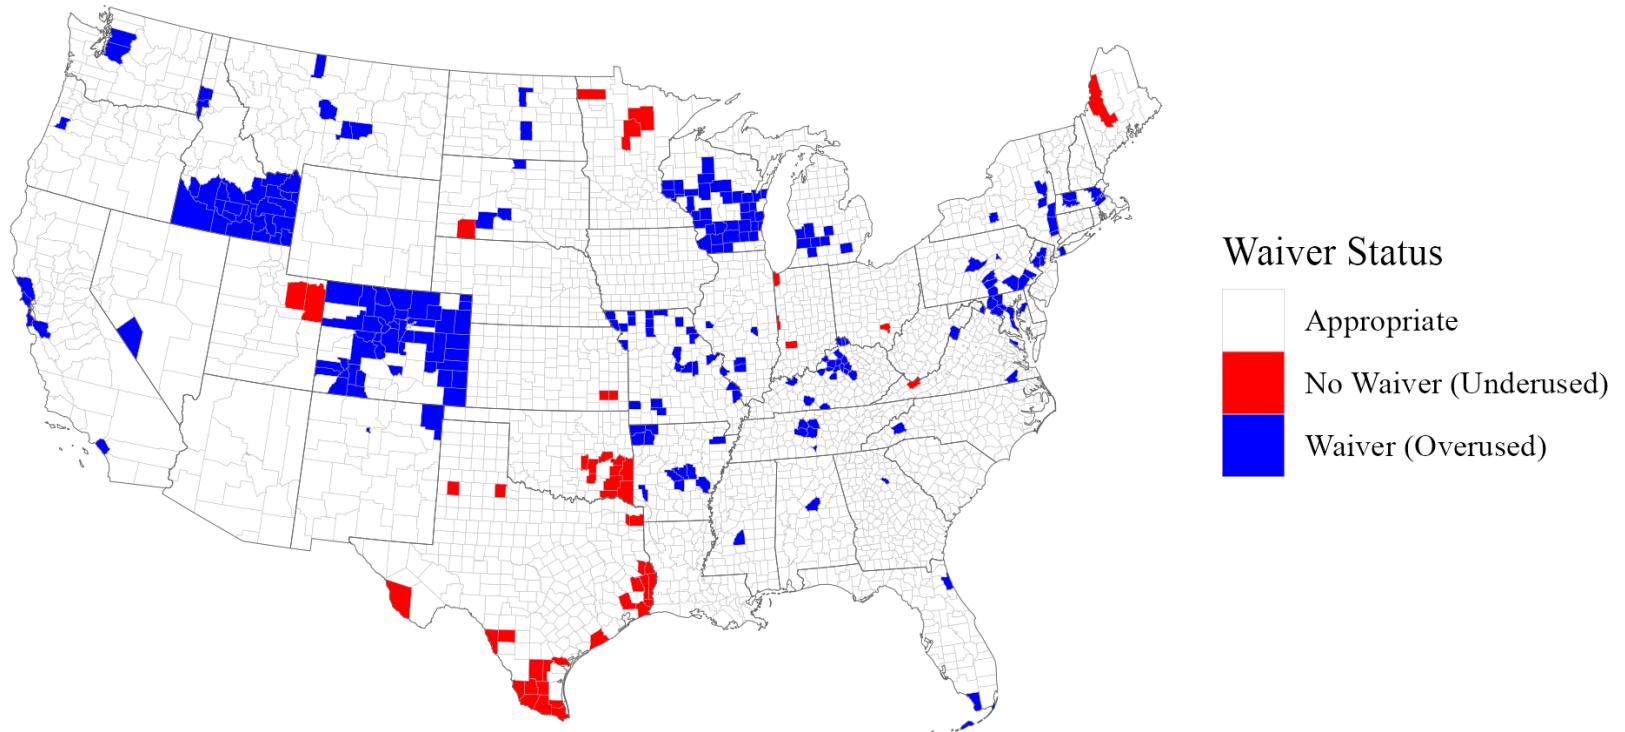 Waiver Status
Appropriate
No Waiver (Underused)
Waiver (Overused)